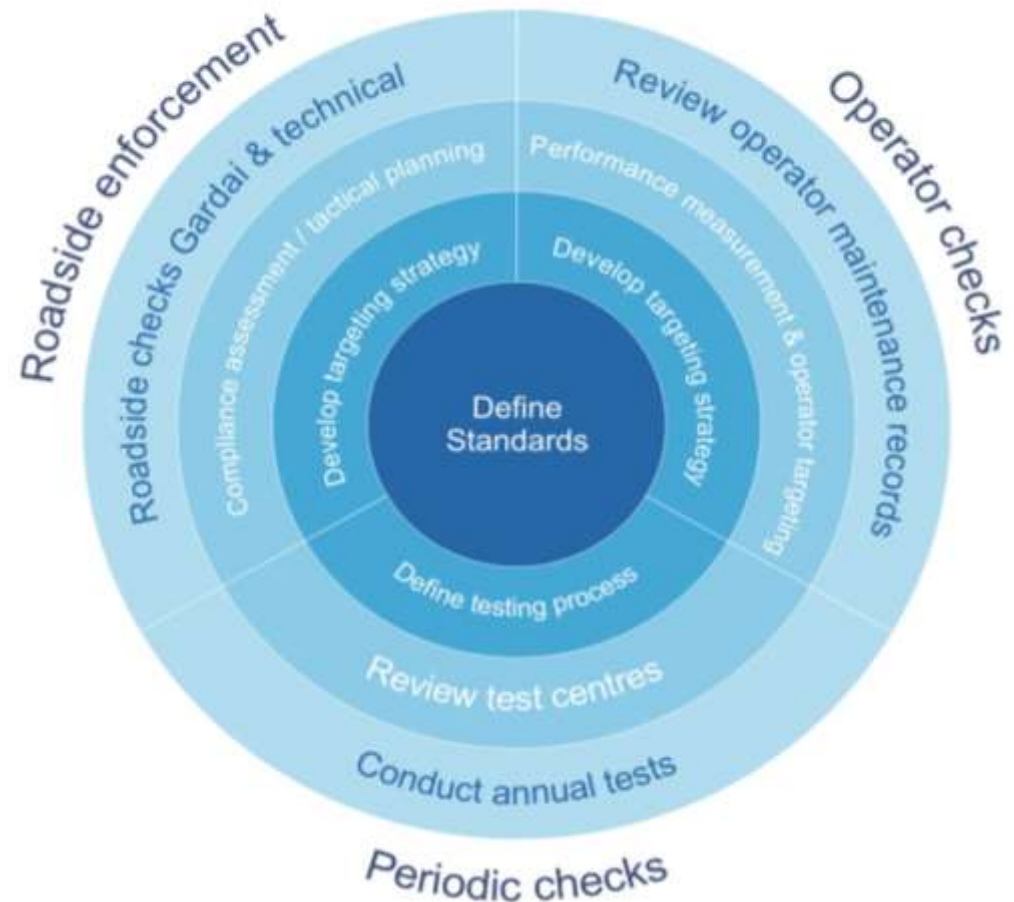 Roadside enforcement
Roadside checks Gardai & technical
Compliance assessment / tactical planning
Develop targeting strategy
Operator checks
Review operator maintenance records
Performance measurement & operator targeting
Develop targeting strategy
Define
Standards
Define testing process
Review test centres
Conduct annual tests
Periodic checks